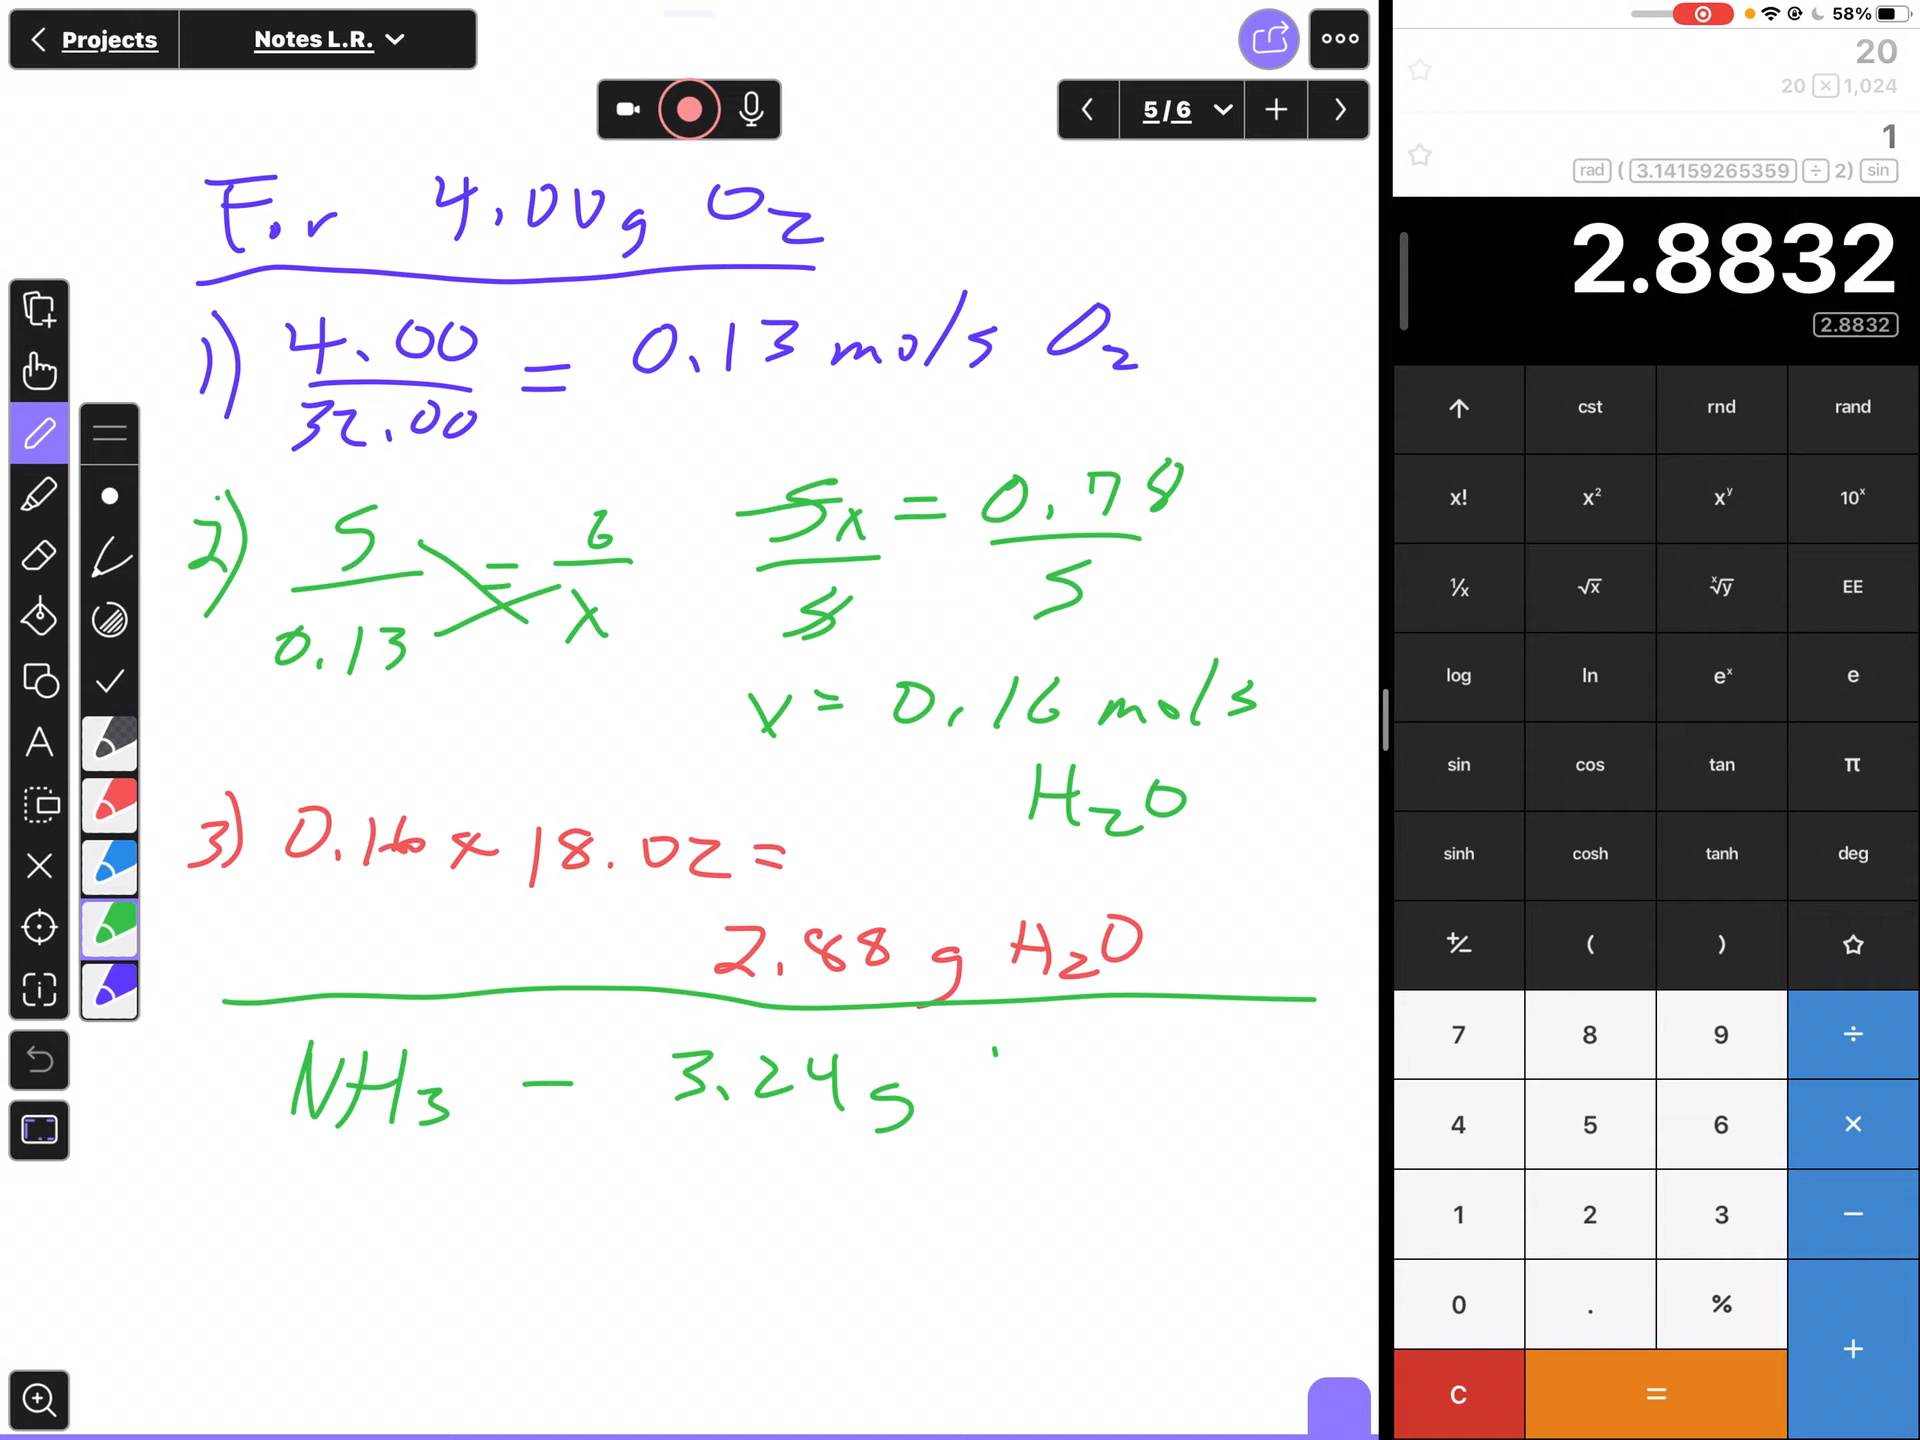 Projects
Notes L.R.
5/6
58%
For 4.00g O2
1) 4.00 / 32.00 = 0.13 mols O2
2) 5 / 0.13 = 6 / x
5x / 5 = 0.78 / 5
x = 0.16 mols
H2O
3) 0.16 x 18.02 =
2.88 g H2O
NH3 - 3.24g
20
20 × 1,024
1
rad ( 3.14159265359 ÷ 2) sin
2.8832
2.8832
↑ cst rnd rand
x! x² xʸ 10ˣ
1/x √x ˣ√y EE
log ln eˣ e
sin cos tan π
sinh cosh tanh deg
+/- ( ) ☆
7 8 9 ÷
4 5 6 ×
1 2 3 −
0 . % +
C =
A